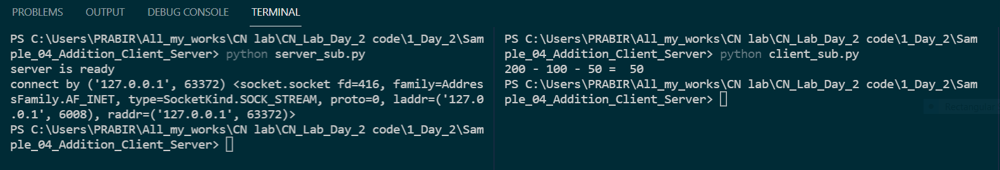 PROBLEMS OUTPUT DEBUG CONSOLE TERMINAL
PS C:\Users\PRABIR\All_my_works\CN lab\CN_Lab_Day_2 code\1_Day_2\Sam
ple_04_Addition_Client_Server> python server_sub.py
server is ready
connect by ('127.0.0.1', 63372) <socket.socket fd=416, family=Addres
sFamily.AF_INET, type=SocketKind.SOCK_STREAM, proto=0, laddr=('127.0
.0.1', 6008), raddr=('127.0.0.1', 63372)>
PS C:\Users\PRABIR\All_my_works\CN lab\CN_Lab_Day_2 code\1_Day_2\Sam
ple_04_Addition_Client_Server>
PS C:\Users\PRABIR\All_my_works\CN lab\CN_Lab_Day_2 code\1_Day_2\Sam
ple_04_Addition_Client_Server> python client_sub.py
200 - 100 - 50 =  50
PS C:\Users\PRABIR\All_my_works\CN lab\CN_Lab_Day_2 code\1_Day_2\Sam
ple_04_Addition_Client_Server>
Rectangular